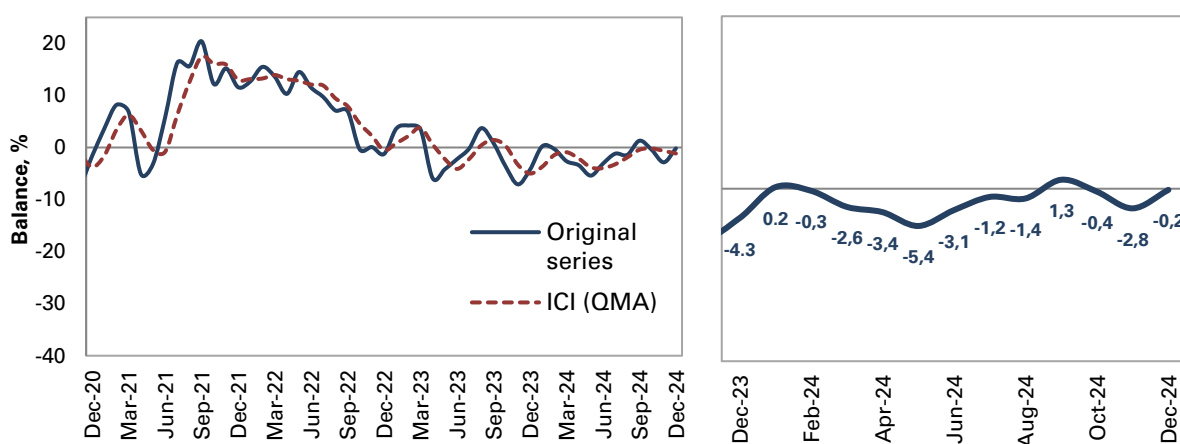 Balance, %
20
10
0
-10
-20
-30
-40
Original
series
ICI (QMA)
Dec-20
Mar-21
Jun-21
Sep-21
Dec-21
Mar-22
Jun-22
Sep-22
Dec-22
Mar-23
Jun-23
Sep-23
Dec-23
Mar-24
Jun-24
Sep-24
Dec-24
-4.3
0.2
-0,3
-2,6
-3,4
-5,4
-3,1
-1,2
-1,4
1,3
-0,4
-2,8
-0,2
Dec-23
Feb-24
Apr-24
Jun-24
Aug-24
Oct-24
Dec-24